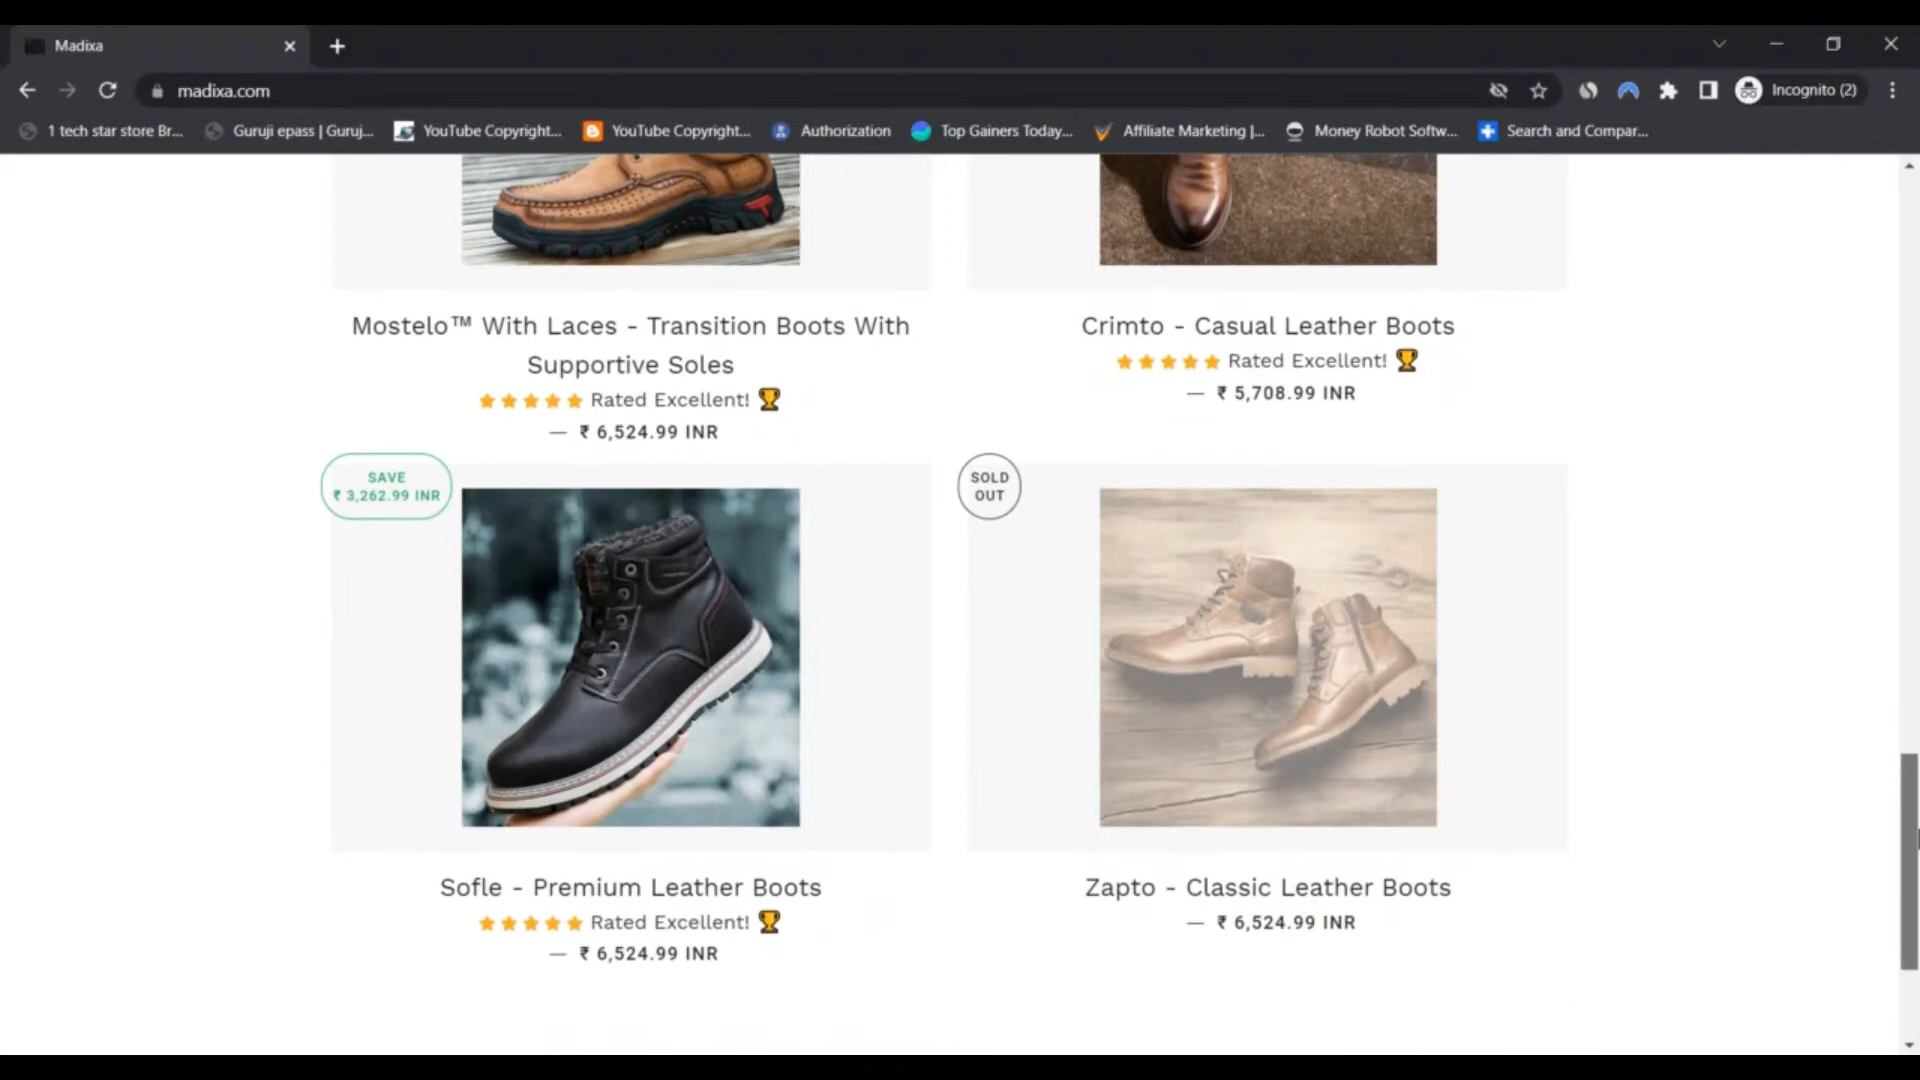 Madixa
madixa.com
Incognito (2)
1 tech star store Br...
Guruji epass | Guruj...
YouTube Copyright...
YouTube Copyright...
Authorization
Top Gainers Today...
Affiliate Marketing |...
Money Robot Softw...
Search and Compar...
Mostelo™ With Laces - Transition Boots With
Supportive Soles
Rated Excellent!
— ₹ 6,524.99 INR
Crimto - Casual Leather Boots
Rated Excellent!
— ₹ 5,708.99 INR
SAVE
₹ 3,262.99 INR
SOLD
OUT
Sofle - Premium Leather Boots
Rated Excellent!
— ₹ 6,524.99 INR
Zapto - Classic Leather Boots
— ₹ 6,524.99 INR